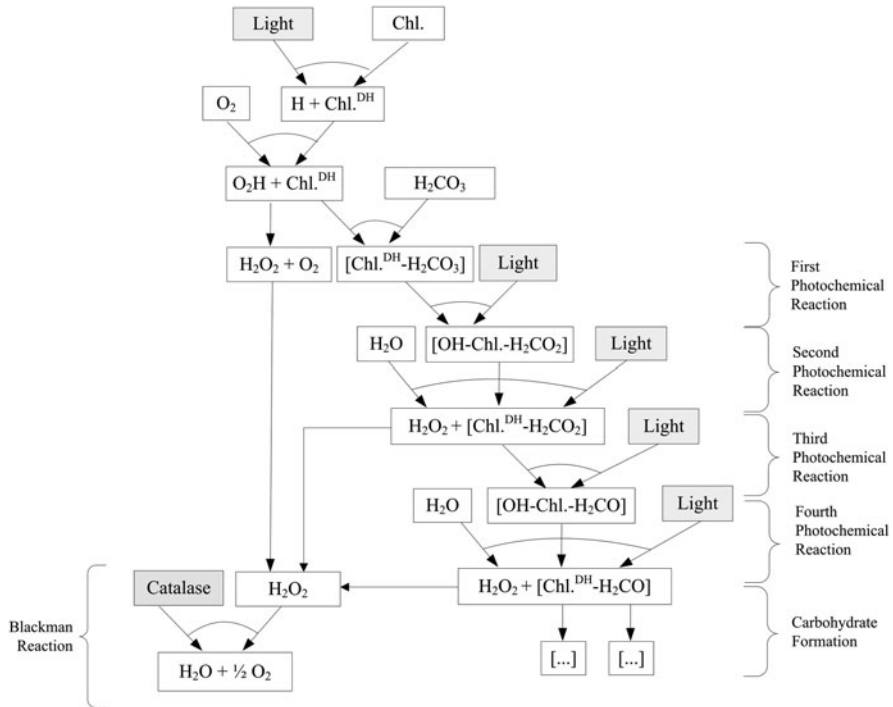 Light
Chl.
O₂
H + Chl.ᴰᴴ
O₂H + Chl.ᴰᴴ
H₂CO₃
H₂O₂ + O₂
[Chl.ᴰᴴ-H₂CO₃]
Light
First
Photochemical
Reaction
H₂O
[OH-Chl.-H₂CO₂]
Light
Second
Photochemical
Reaction
H₂O₂ + [Chl.ᴰᴴ-H₂CO₂]
Light
Third
Photochemical
Reaction
H₂O
[OH-Chl.-H₂CO]
Light
Fourth
Photochemical
Reaction
Catalase
H₂O₂
H₂O₂ + [Chl.ᴰᴴ-H₂CO]
Blackman
Reaction
H₂O + ½ O₂
[...]
[...]
Carbohydrate
Formation